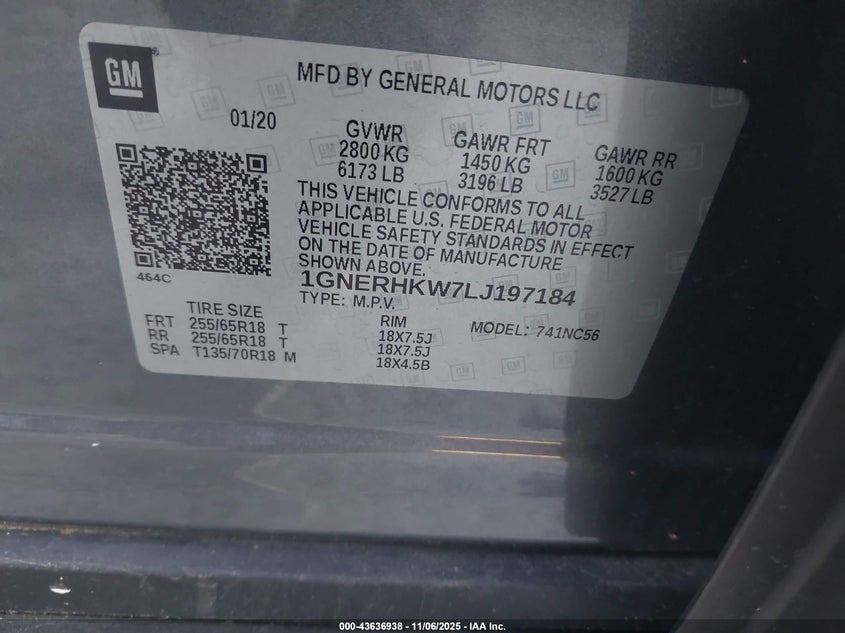 GM
MFD BY GENERAL MOTORS LLC
01/20
GVWR
2800 KG
6173 LB
GAWR FRT
1450 KG
3196 LB
GAWR RR
1600 KG
3527 LB
THIS VEHICLE CONFORMS TO ALL
APPLICABLE U.S. FEDERAL MOTOR
VEHICLE SAFETY STANDARDS IN EFFECT
ON THE DATE OF MANUFACTURE
SHOWN ABOVE.
464C
1GNERHKW7LJ197184
TYPE: M.P.V.
MODEL: 741NC56
TIRE SIZE RIM
FRT 255/65R18 T 18X7.5J
RR 255/65R18 T 18X7.5J
SPA T135/70R18 M 18X4.5B
000-43636938 - 11/06/2025 - IAA Inc.